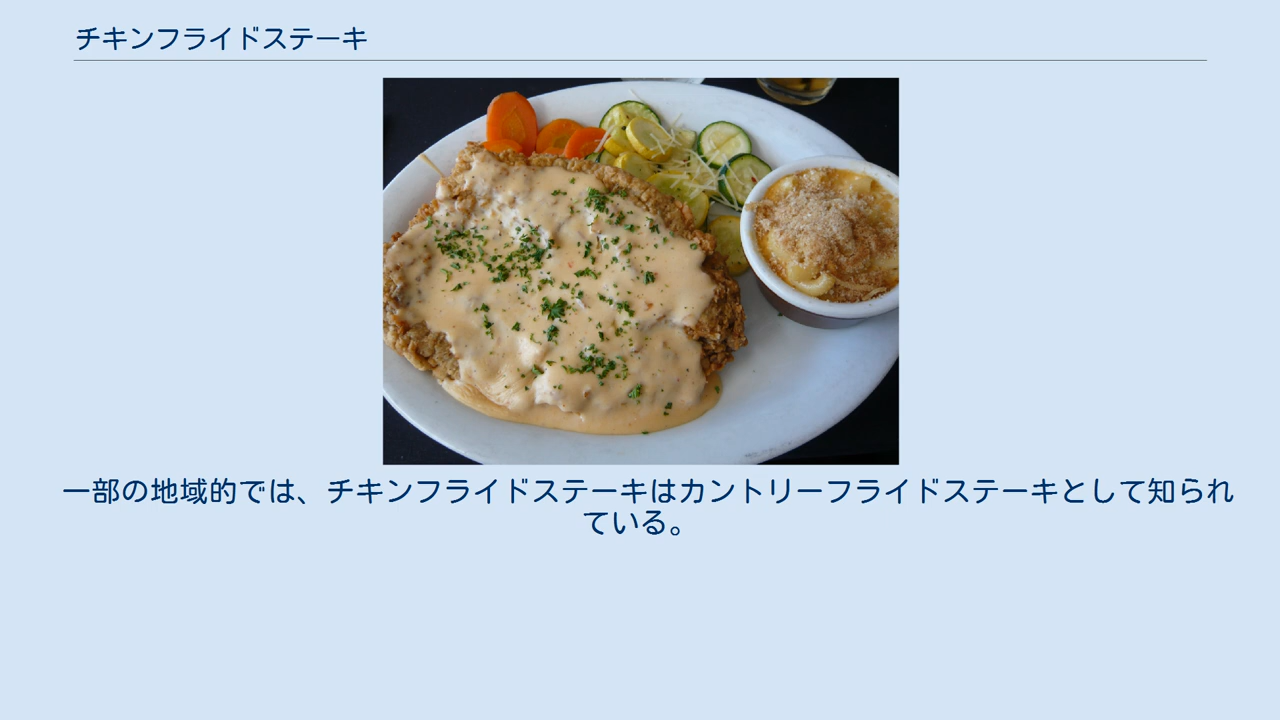 チキンフライドステーキ
一部の地域的では、チキンフライドステーキはカントリーフライドステーキとして知られ
ている。